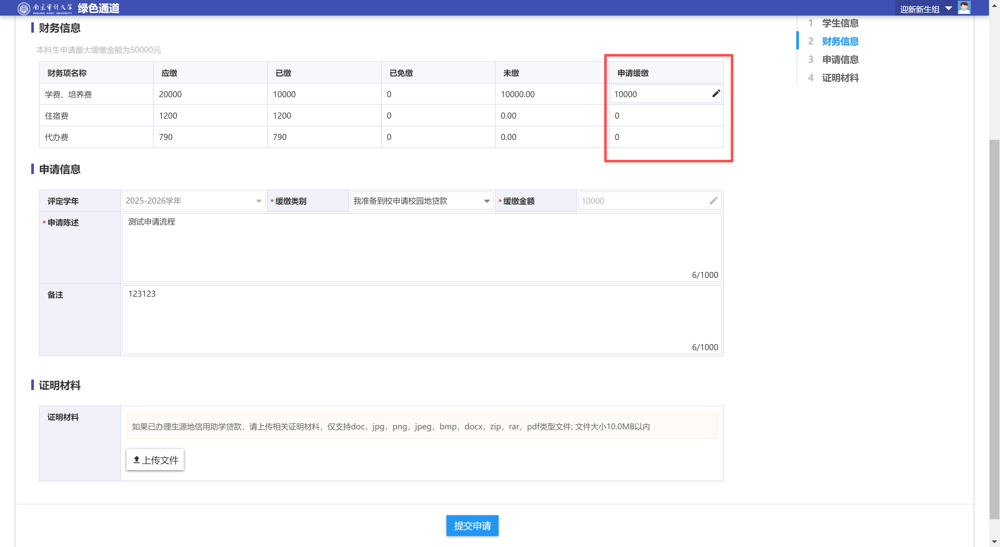 南京审计大学
NANJING AUDIT UNIVERSITY
绿色通道
迎新新生组
1 学生信息
2 财务信息
3 申请信息
4 证明材料
财务信息
本科生申请最大缓缴金额为50000元
财务项名称 应缴 已缴 已免缴 未缴 申请缓缴
学费、培养费 20000 10000 0 10000.00 10000
住宿费 1200 1200 0 0.00 0
代办费 790 790 0 0.00 0
申请信息
评定学年 2025-2026学年 *缓缴类别 我准备到校申请校园地贷款 *缓缴金额 10000
*申请陈述 测试申请流程
6/1000
备注 123123
6/1000
证明材料
证明材料
如果已办理生源地信用助学贷款，请上传相关证明材料，仅支持doc，jpg，png，jpeg，bmp，docx，zip，rar，pdf类型文件; 文件大小10.0MB以内
上传文件
提交申请